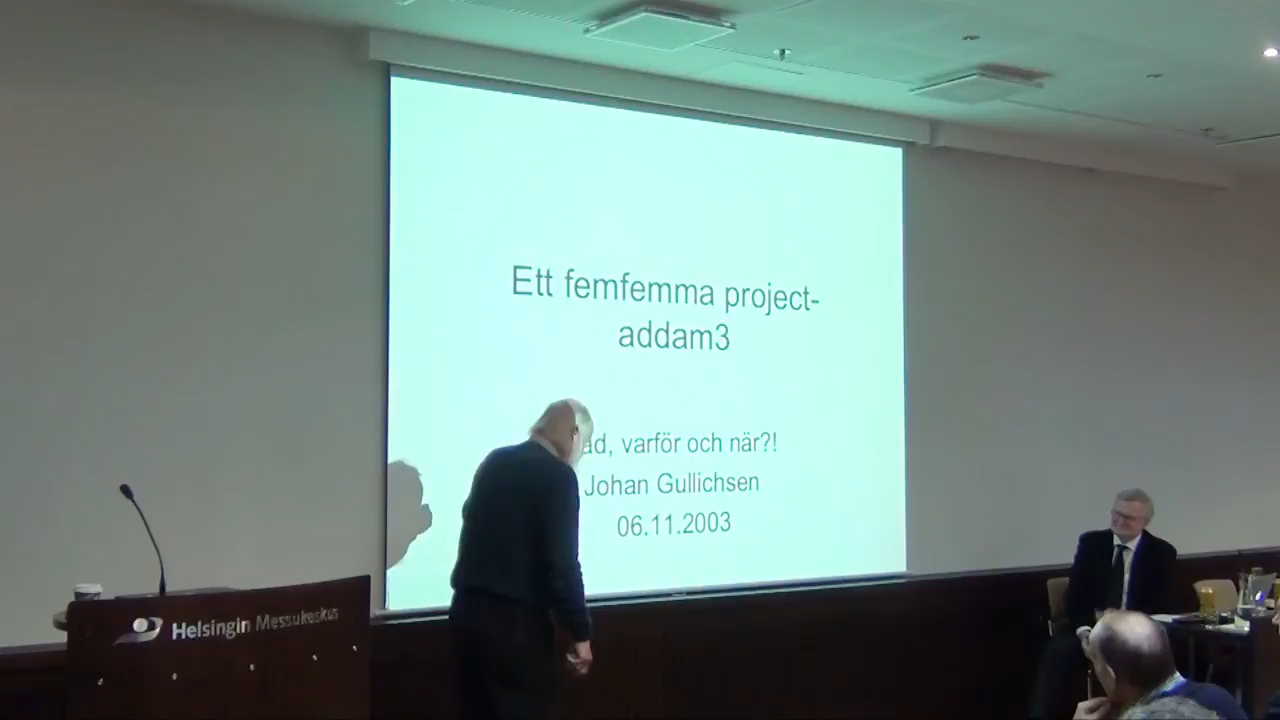 Ett femfemma project-
addam3
ad, varför och när?!
Johan Gullichsen
06.11.2003
Helsingin Messukeskus